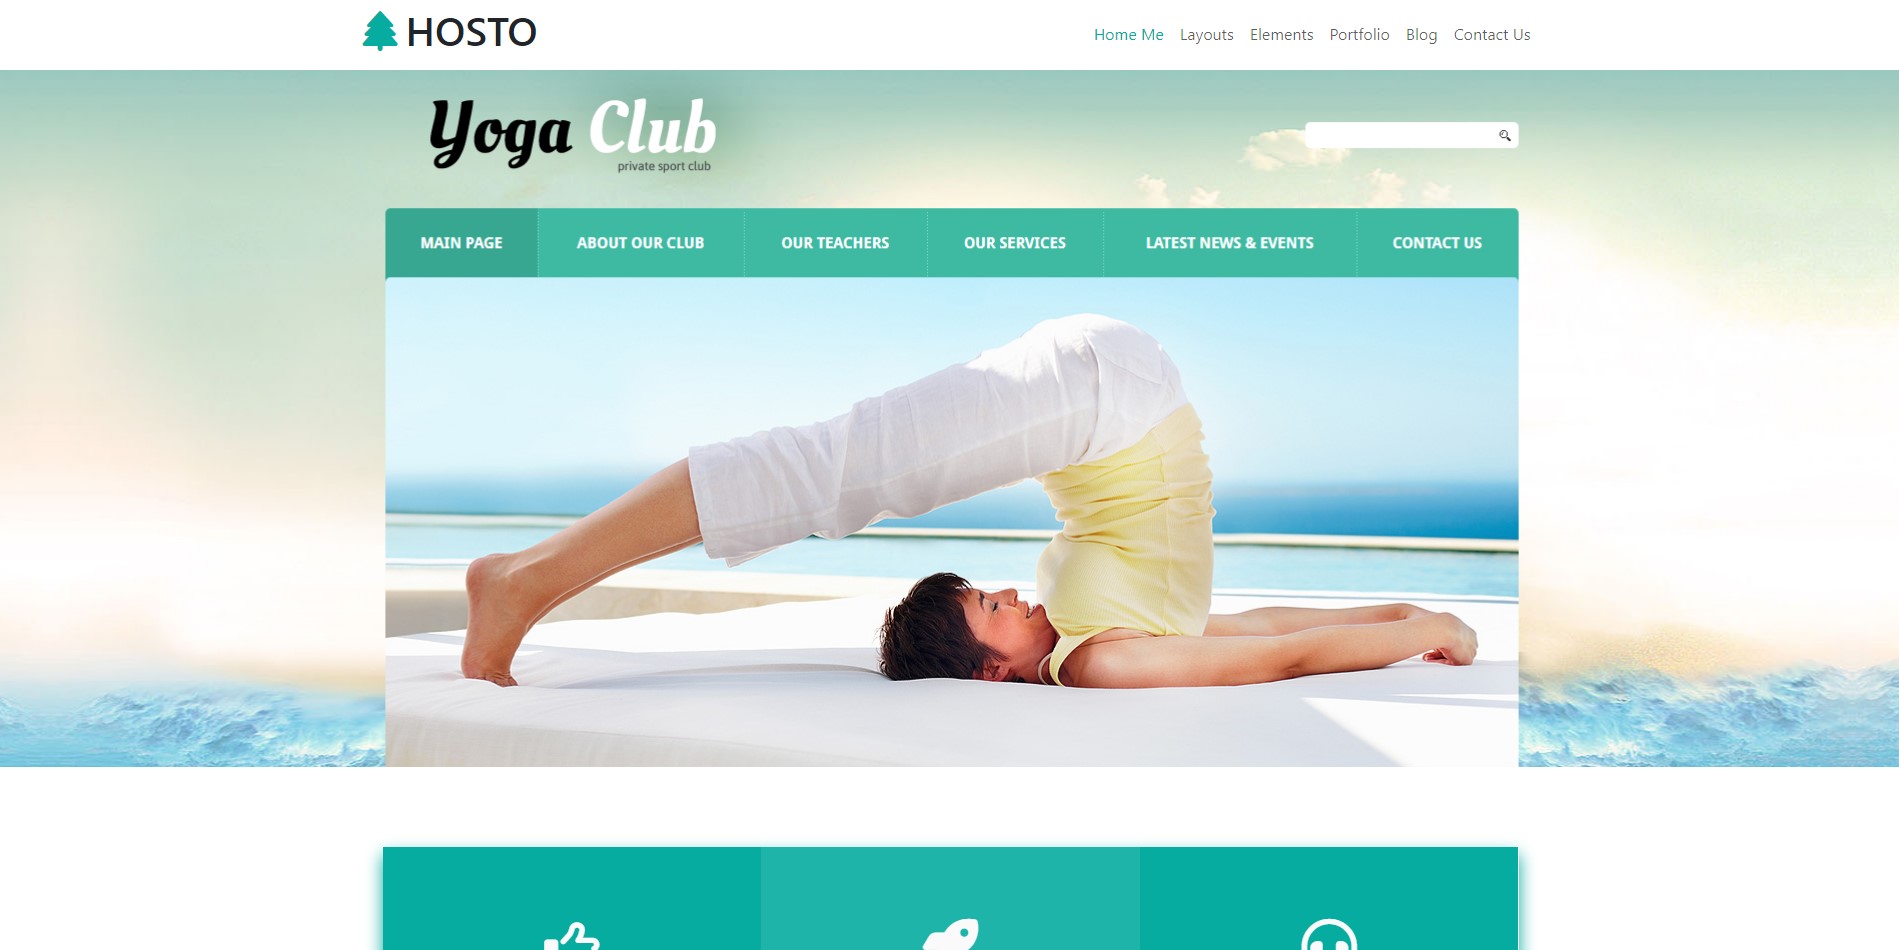 HOSTO
Home Me Layouts Elements Portfolio Blog Contact Us
Yoga Club
private sport club
MAIN PAGE ABOUT OUR CLUB OUR TEACHERS OUR SERVICES LATEST NEWS & EVENTS CONTACT US